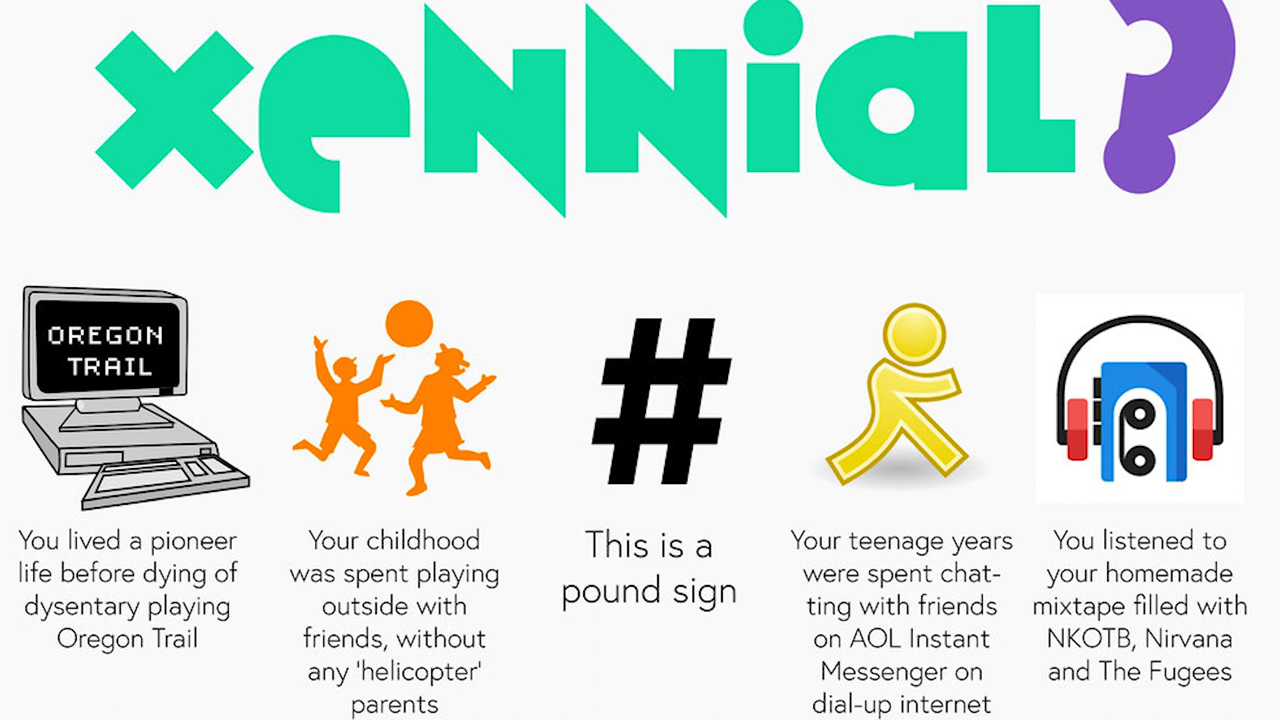 xennial?
OREGON
TRAIL
#
You lived a pioneer
life before dying of
dysentary playing
Oregon Trail
Your childhood
was spent playing
outside with
friends, without
any 'helicopter'
parents
This is a
pound sign
Your teenage years
were spent chat-
ting with friends
on AOL Instant
Messenger on
dial-up internet
You listened to
your homemade
mixtape filled with
NKOTB, Nirvana
and The Fugees